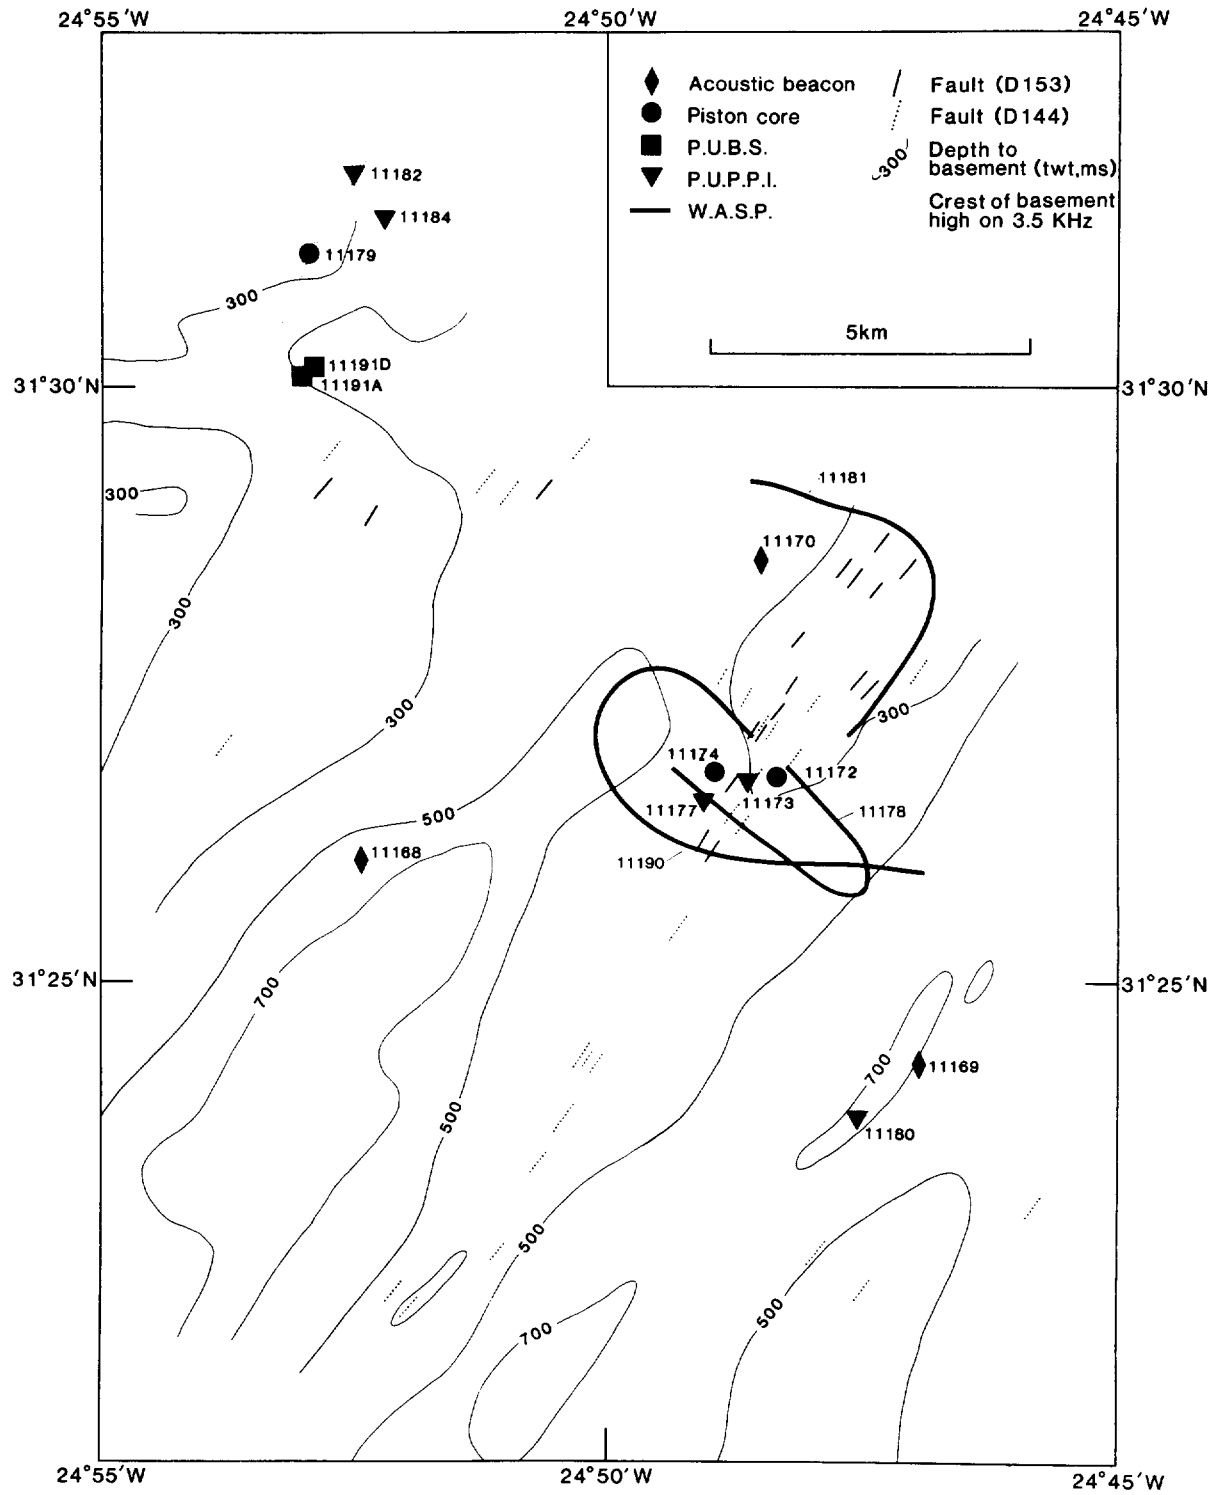 24°55′W 24°50′W 24°45′W
Acoustic beacon
Piston core
P.U.B.S.
P.U.P.P.I.
W.A.S.P.
Fault (D153)
Fault (D144)
300
Depth to
basement (twt,ms)
Crest of basement
high on 3.5 KHz
5km
11182
11184
11179
300
11191D
11191A
31°30′N
31°30′N
300
11181
11170
300
300
300
11174
11172
11173
11177
11178
500
11168
11190
31°25′N
31°25′N
700
700
11169
11180
500
500
700
500
24°55′W 24°50′W 24°45′W